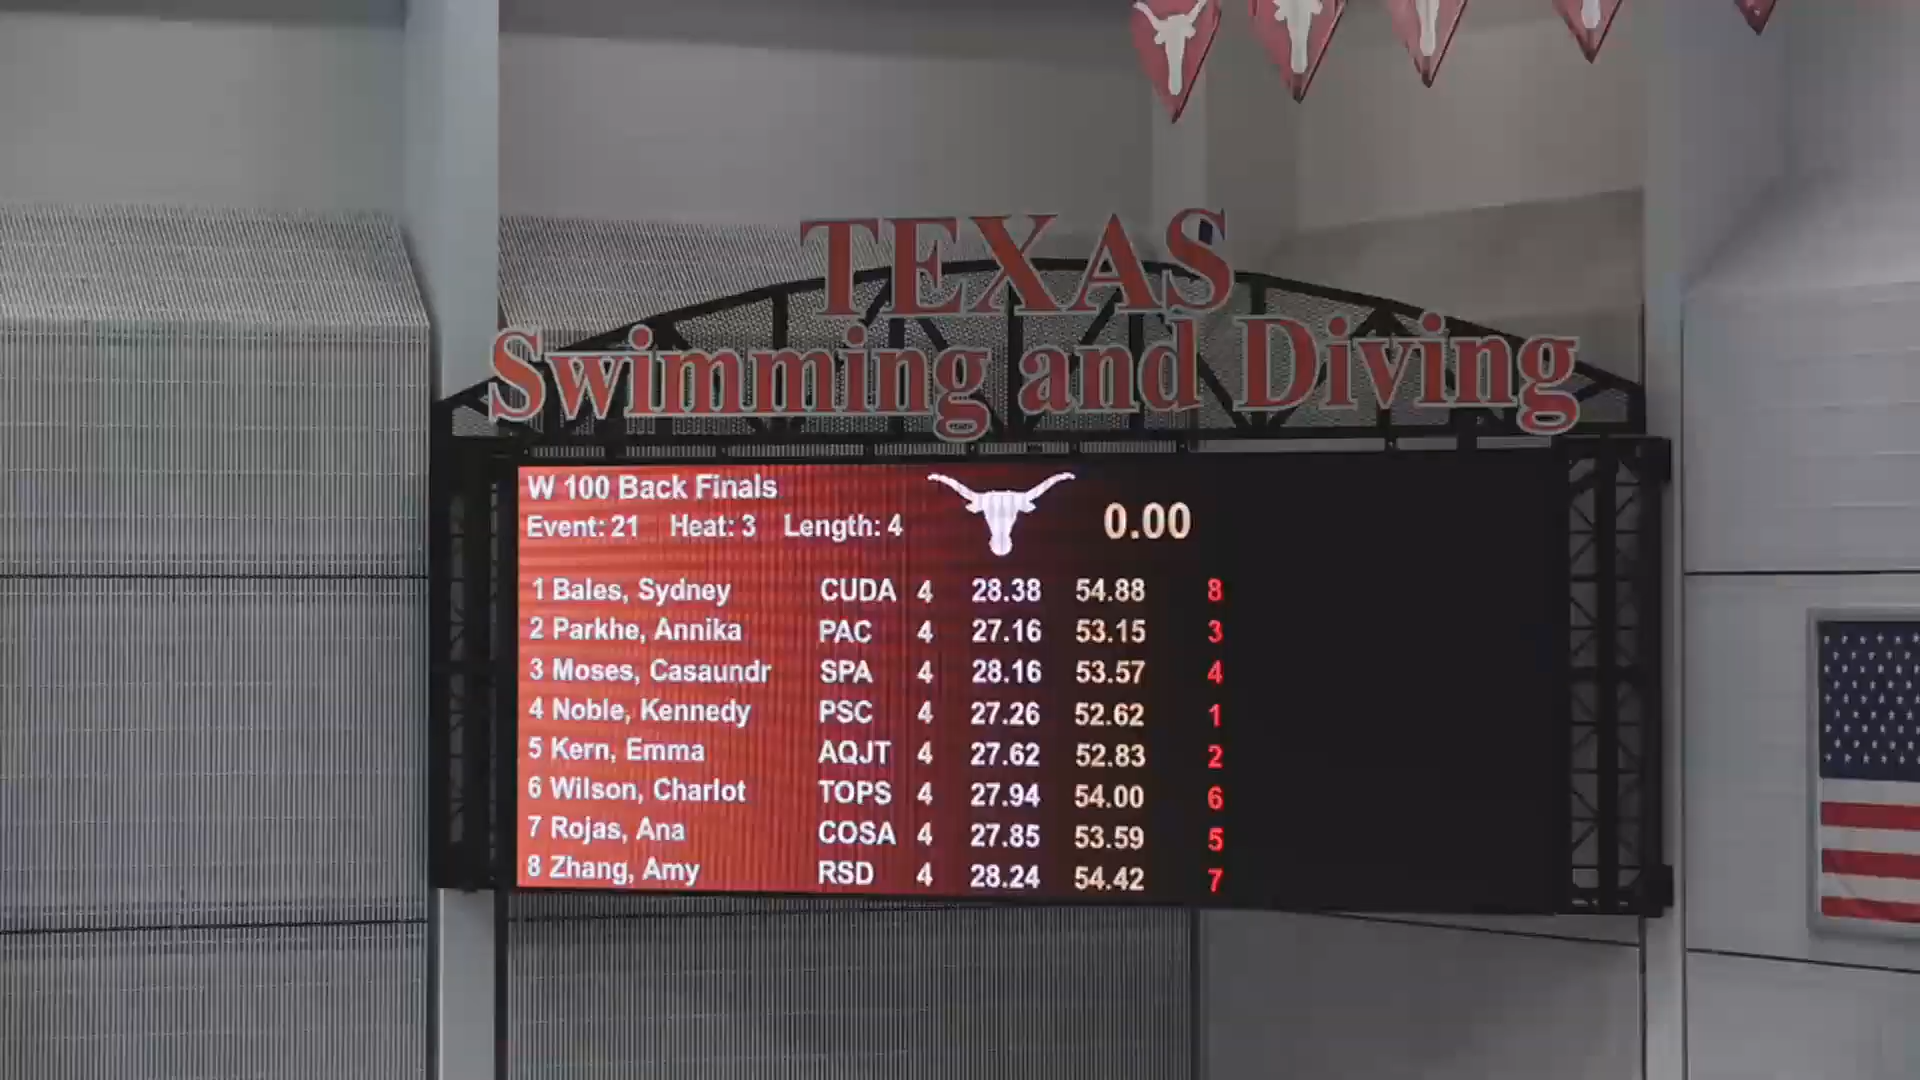 TEXAS
Swimming and Diving
W 100 Back Finals
Event: 21 Heat: 3 Length: 4 0.00
1 Bales, Sydney CUDA 4 28.38 54.88 8
2 Parkhe, Annika PAC 4 27.16 53.15 3
3 Moses, Casaundr SPA 4 28.16 53.57 4
4 Noble, Kennedy PSC 4 27.26 52.62 1
5 Kern, Emma AQJT 4 27.62 52.83 2
6 Wilson, Charlot TOPS 4 27.94 54.00 6
7 Rojas, Ana COSA 4 27.85 53.59 5
8 Zhang, Amy RSD 4 28.24 54.42 7